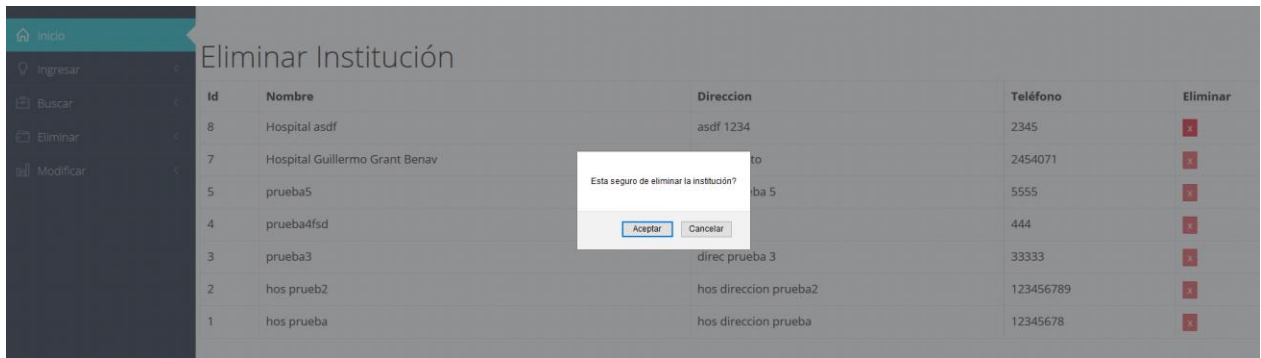 Inicio
Ingresar
Buscar
Eliminar
Modificar
Eliminar Institución
Id Nombre Direccion Teléfono Eliminar
8 Hospital asdf asdf 1234 2345 x
7 Hospital Guillermo Grant Benav to 2454071 x
5 prueba5 ba 5 5555 x
4 prueba4fsd 444 x
3 prueba3 direc prueba 3 33333 x
2 hos prueb2 hos direccion prueba2 123456789 x
1 hos prueba hos direccion prueba 12345678 x
Esta seguro de eliminar la institución?
Aceptar Cancelar